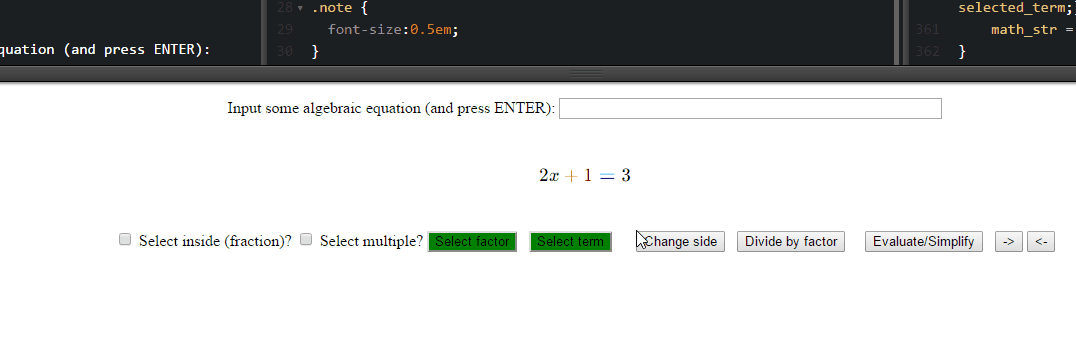 28 .note {
selected_term;}
29 font-size:0.5em;
361 math_str =
quation (and press ENTER):
30 }
362 }
Input some algebraic equation (and press ENTER):
2x + 1 = 3
Select inside (fraction)? Select multiple? Select factor Select term Change side Divide by factor Evaluate/Simplify -> <-